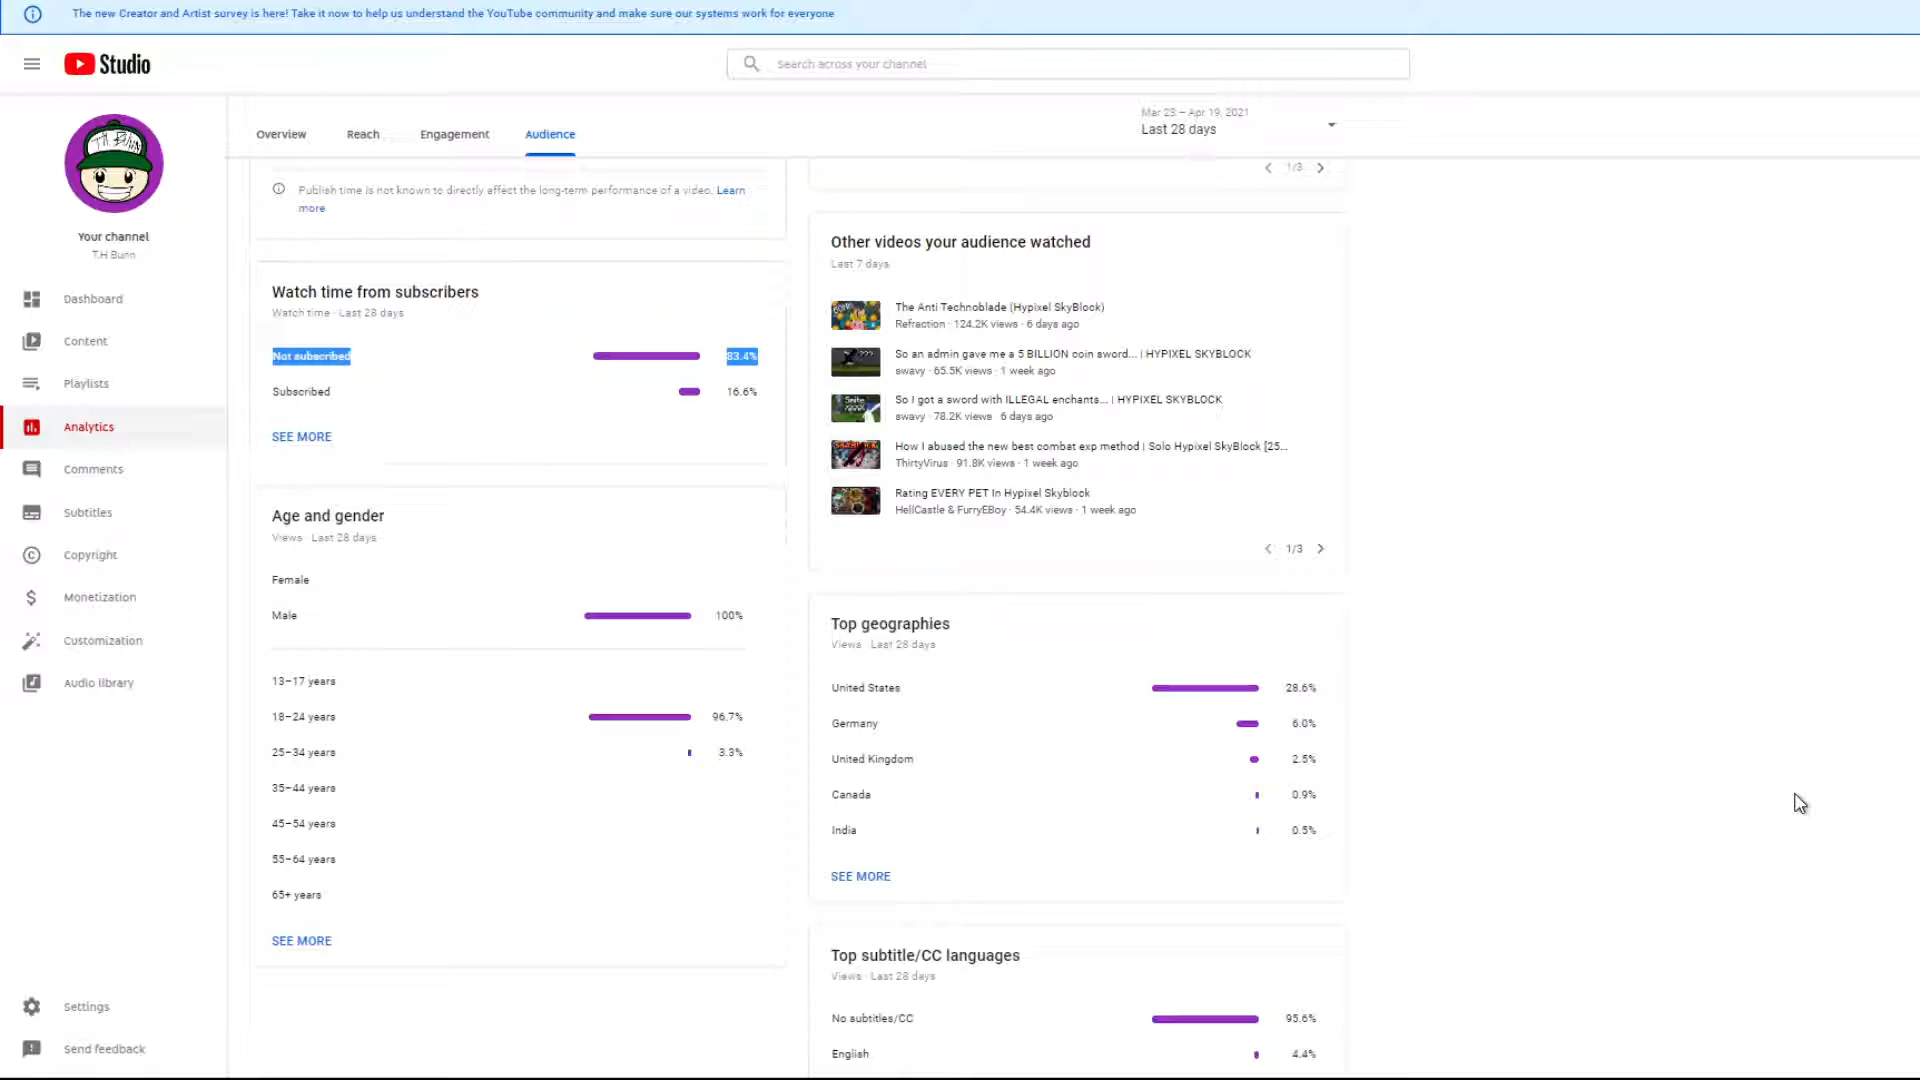 The new Creator and Artist survey is here! Take it now to help us understand the YouTube community and make sure our systems work for everyone
Studio
Search across your channel
Your channel
T.H Bunn
Dashboard
Content
Playlists
Analytics
Comments
Subtitles
Copyright
Monetization
Customization
Audio library
Settings
Send feedback
Overview
Reach
Engagement
Audience
Mar 23 – Apr 19, 2021
Last 28 days
Publish time is not known to directly affect the long-term performance of a video. Learn
more
Watch time from subscribers
Watch time · Last 28 days
Not subscribed 83.4%
Subscribed 16.6%
SEE MORE
Age and gender
Views · Last 28 days
Female
Male 100%
13–17 years
18–24 years 96.7%
25–34 years 3.3%
35–44 years
45–54 years
55–64 years
65+ years
SEE MORE
1/3
Other videos your audience watched
Last 7 days
The Anti Technoblade (Hypixel SkyBlock)
Refraction · 124.2K views · 6 days ago
So an admin gave me a 5 BILLION coin sword... | HYPIXEL SKYBLOCK
swavy · 65.5K views · 1 week ago
So I got a sword with ILLEGAL enchants... | HYPIXEL SKYBLOCK
swavy · 78.2K views · 6 days ago
How I abused the new best combat exp method | Solo Hypixel SkyBlock [25...
ThirtyVirus · 91.8K views · 1 week ago
Rating EVERY PET In Hypixel Skyblock
HellCastle & FurryEBoy · 54.4K views · 1 week ago
1/3
Top geographies
Views · Last 28 days
United States 28.6%
Germany 6.0%
United Kingdom 2.5%
Canada 0.9%
India 0.5%
SEE MORE
Top subtitle/CC languages
Views · Last 28 days
No subtitles/CC 95.6%
English 4.4%